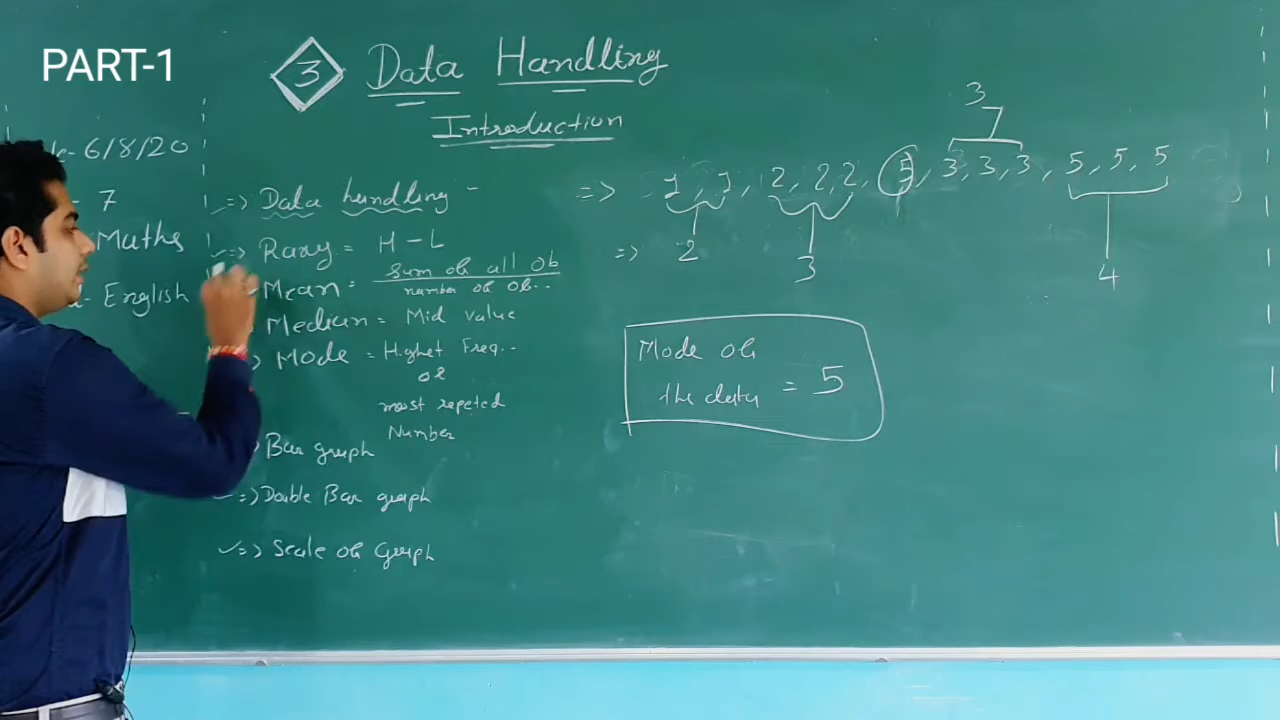 PART-1
3 Data Handling
Introduction
6/8/20
7
Maths
English
=> Data handling -
=> Rang = H - L
Mean = Sum of all Ob
number of Ob..
Median = Mid value
Mode = Highet Freq..
or
most repeted
Number
Bar graph
=> Double Bar graph
=> Scale of Graph
3
=> 1, 1, 2, 2, 2, 5, 3, 3, 3, 5, 5, 5
=> 2
3
4
Mode of
the data = 5